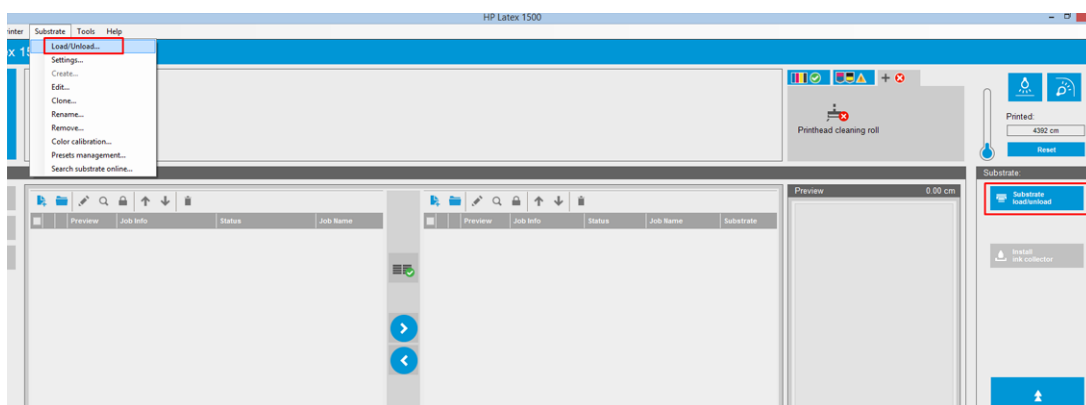 HP Latex 1500
Substrate Tools Help
Load/Unload...
Settings...
Create...
Edit...
Clone...
Rename...
Remove...
Color calibration...
Presets management...
Search substrate online...
Printhead cleaning roll
Printed:
4392 cm
Reset
Substrate:
Substrate
load/unload
Install
ink collector
Preview Job Info Status Job Name
Preview Job Info Status Job Name Substrate
Preview 0.00 cm